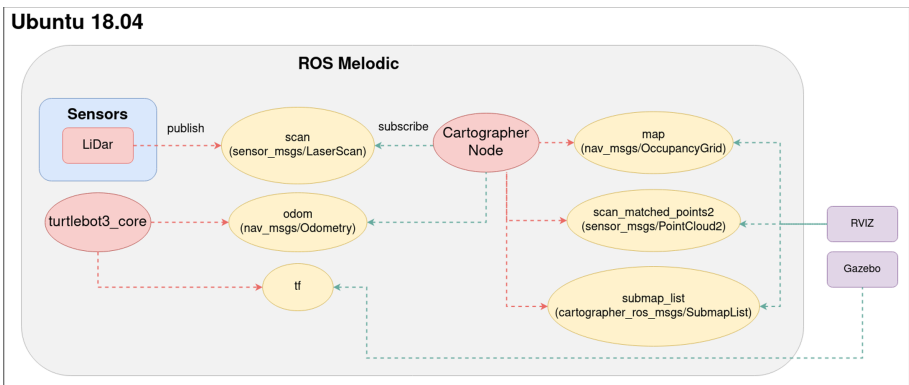 Ubuntu 18.04
ROS Melodic
Sensors
LiDar
publish
scan
(sensor_msgs/LaserScan)
subscribe
Cartographer
Node
map
(nav_msgs/OccupancyGrid)
turtlebot3_core
odom
(nav_msgs/Odometry)
scan_matched_points2
(sensor_msgs/PointCloud2)
RVIZ
Gazebo
tf
submap_list
(cartographer_ros_msgs/SubmapList)